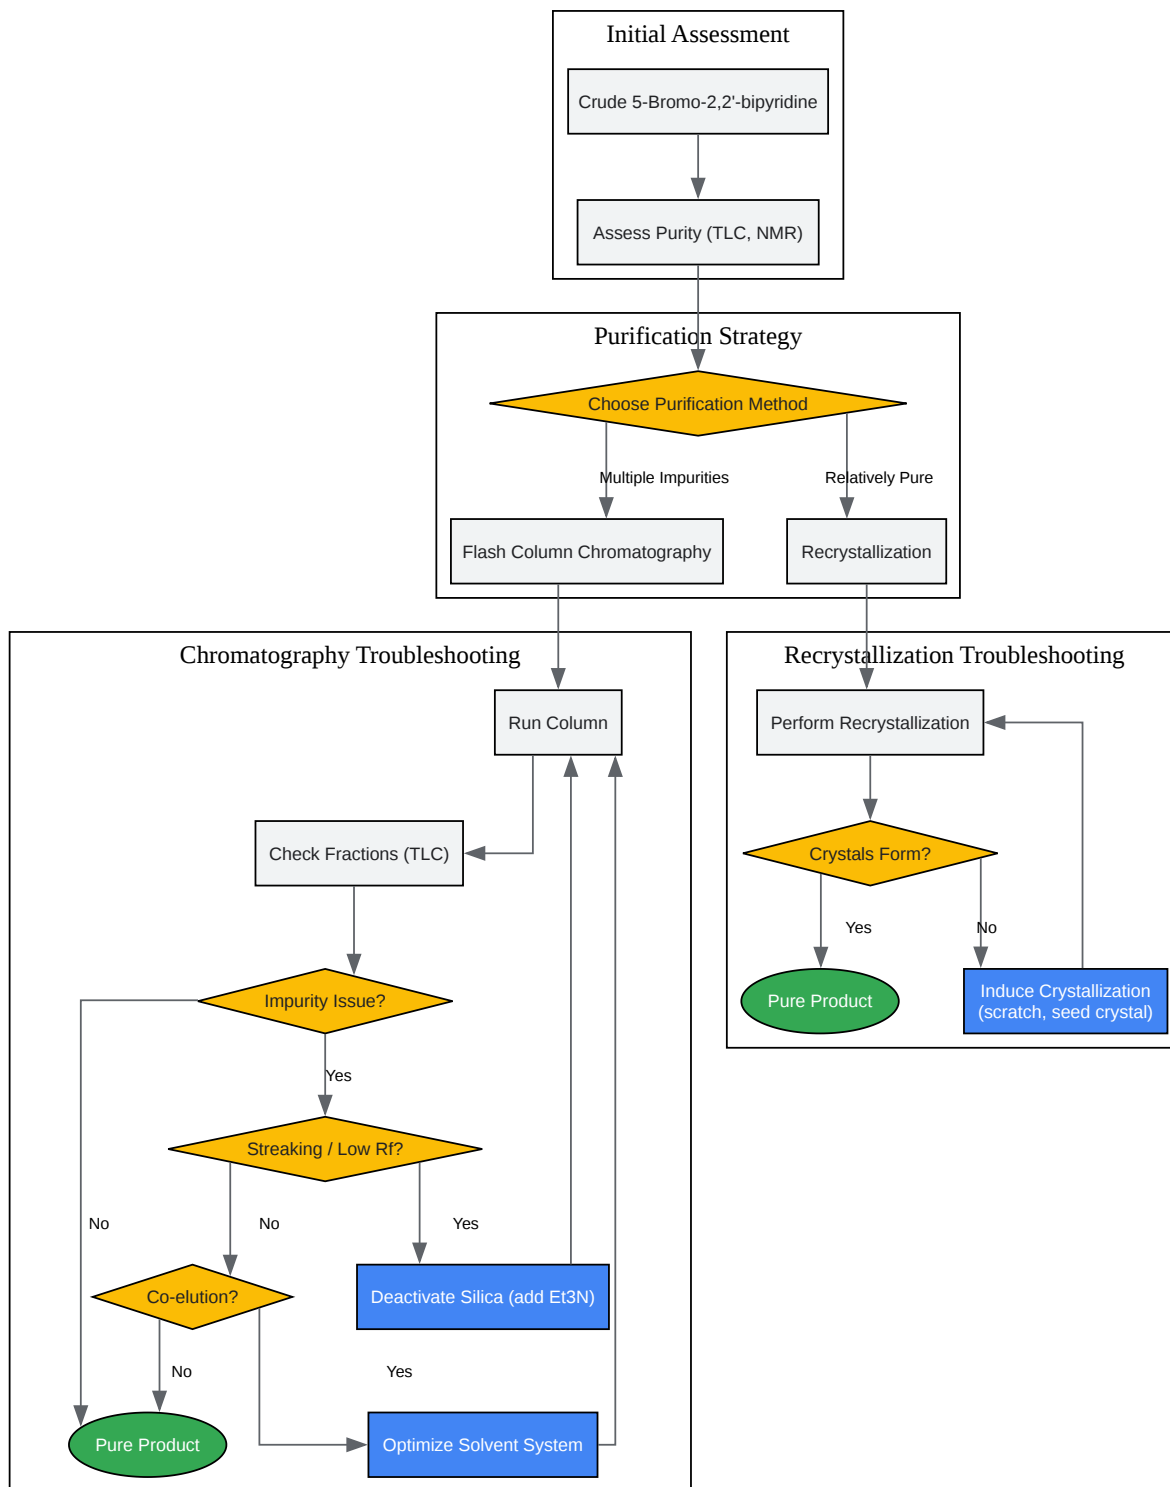 Initial Assessment
Crude 5-Bromo-2,2'-bipyridine
Assess Purity (TLC, NMR)
Purification Strategy
Choose Purification Method
Multiple Impurities
Relatively Pure
Flash Column Chromatography
Recrystallization
Chromatography Troubleshooting
Run Column
Check Fractions (TLC)
Impurity Issue?
Yes
Streaking / Low Rf?
No
No
Yes
Co-elution?
Deactivate Silica (add Et3N)
No
Yes
Pure Product
Optimize Solvent System
Recrystallization Troubleshooting
Perform Recrystallization
Crystals Form?
Yes
No
Pure Product
Induce Crystallization
(scratch, seed crystal)